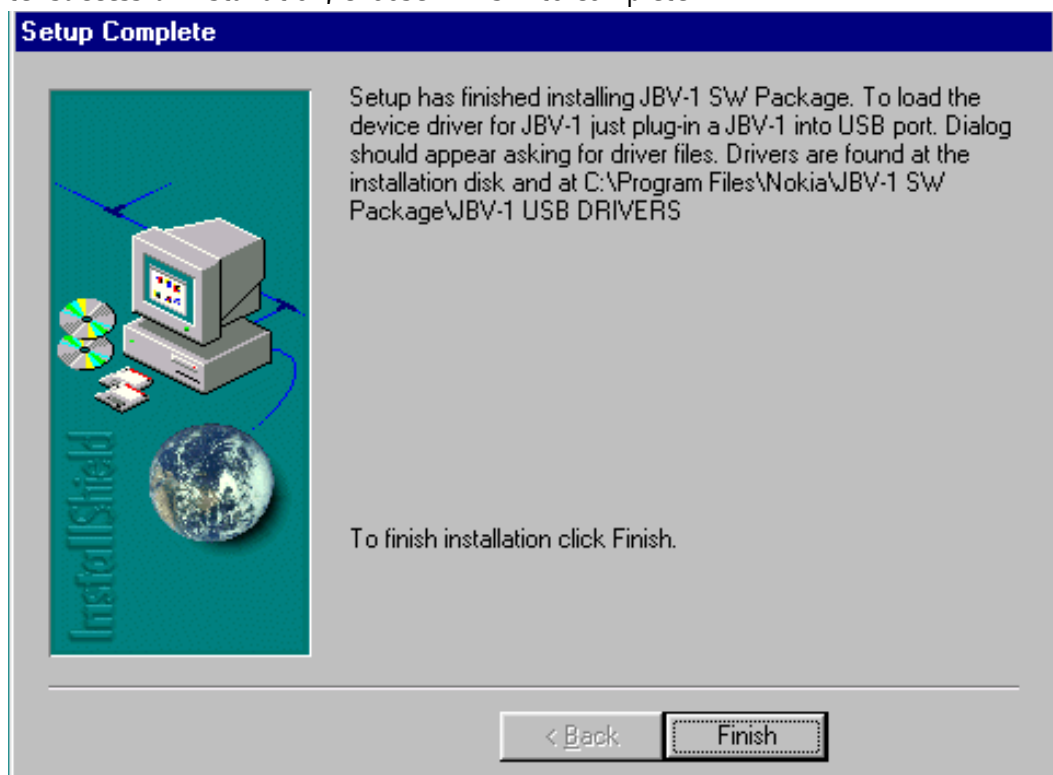 Setup Complete
Setup has finished installing JBV-1 SW Package. To load the
device driver for JBV-1 just plug-in a JBV-1 into USB port. Dialog
should appear asking for driver files. Drivers are found at the
installation disk and at C:\Program Files\Nokia\JBV-1 SW
Package\JBV-1 USB DRIVERS
InstallShield
To finish installation click Finish.
< Back
Finish